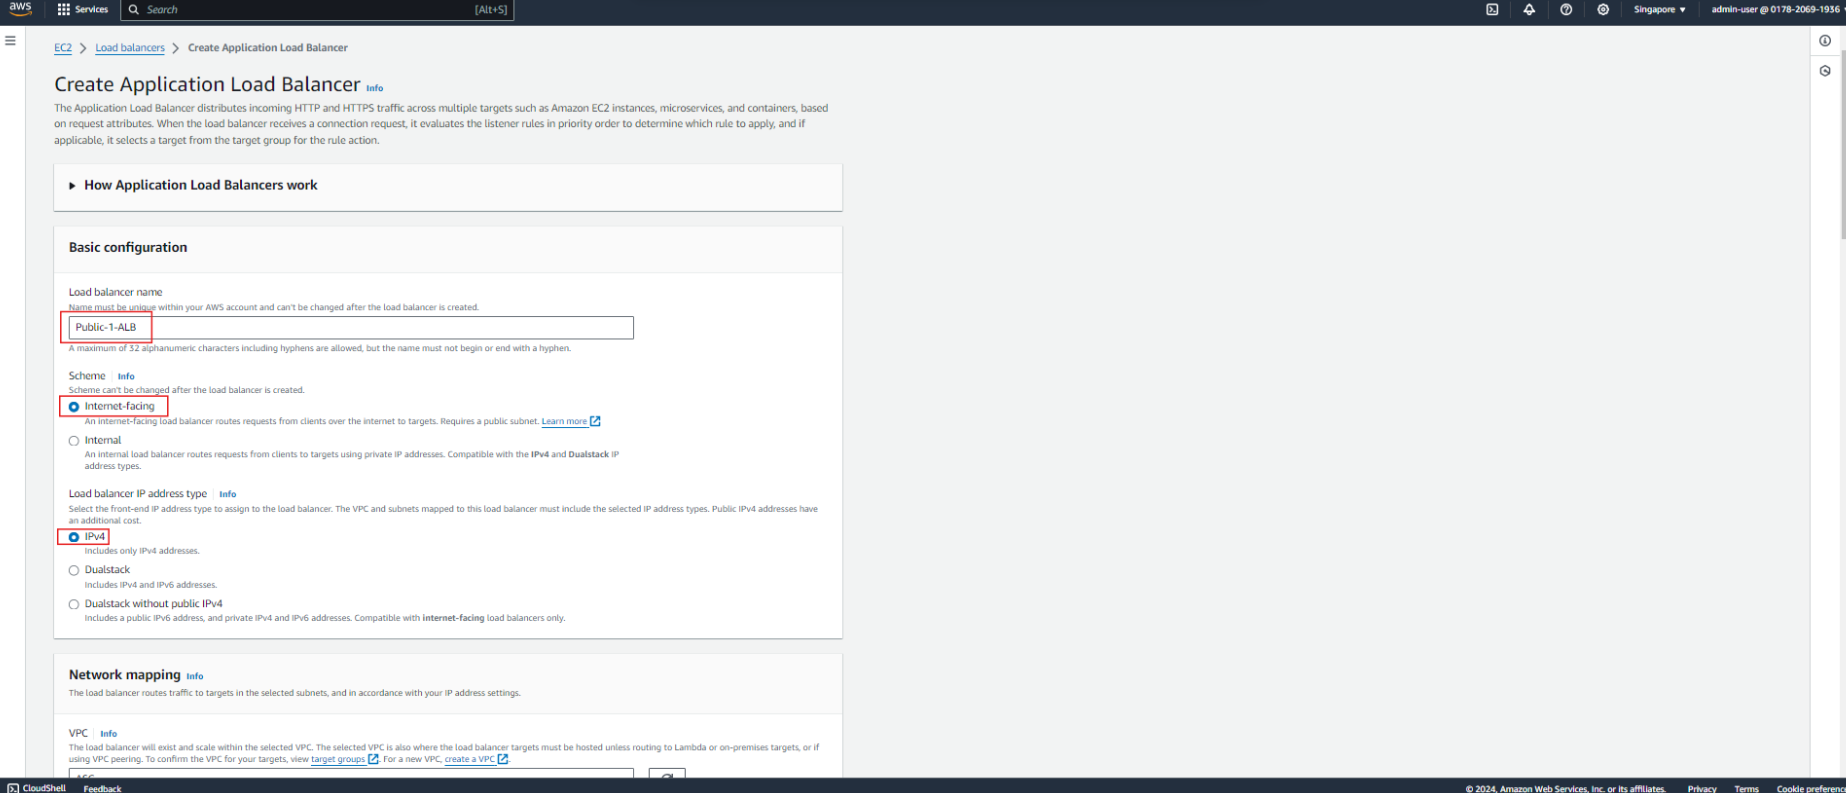 aws
Services
Search
[Alt+S]
Singapore
admin-user @ 0178-2069-1936
EC2 > Load balancers > Create Application Load Balancer
Create Application Load Balancer Info
The Application Load Balancer distributes incoming HTTP and HTTPS traffic across multiple targets such as Amazon EC2 instances, microservices, and containers, based
on request attributes. When the load balancer receives a connection request, it evaluates the listener rules in priority order to determine which rule to apply, and if
applicable, it selects a target from the target group for the rule action.
How Application Load Balancers work
Basic configuration
Load balancer name
Name must be unique within your AWS account and can't be changed after the load balancer is created.
Public-1-ALB
A maximum of 32 alphanumeric characters including hyphens are allowed, but the name must not begin or end with a hyphen.
Scheme Info
Scheme can't be changed after the load balancer is created.
Internet-facing
An internet-facing load balancer routes requests from clients over the internet to targets. Requires a public subnet. Learn more
Internal
An internal load balancer routes requests from clients to targets using private IP addresses. Compatible with the IPv4 and Dualstack IP
address types.
Load balancer IP address type Info
Select the front-end IP address type to assign to the load balancer. The VPC and subnets mapped to this load balancer must include the selected IP address types. Public IPv4 addresses have
an additional cost.
IPv4
Includes only IPv4 addresses.
Dualstack
Includes IPv4 and IPv6 addresses.
Dualstack without public IPv4
Includes a public IPv6 address, and private IPv4 and IPv6 addresses. Compatible with internet-facing load balancers only.
Network mapping Info
The load balancer routes traffic to targets in the selected subnets, and in accordance with your IP address settings.
VPC Info
The load balancer will exist and scale within the selected VPC. The selected VPC is also where the load balancer targets must be hosted unless routing to Lambda or on-premises targets, or if
using VPC peering. To confirm the VPC for your targets, view target groups. For a new VPC, create a VPC.
CloudShell
Feedback
© 2024, Amazon Web Services, Inc. or its affiliates.
Privacy
Terms
Cookie preferenc